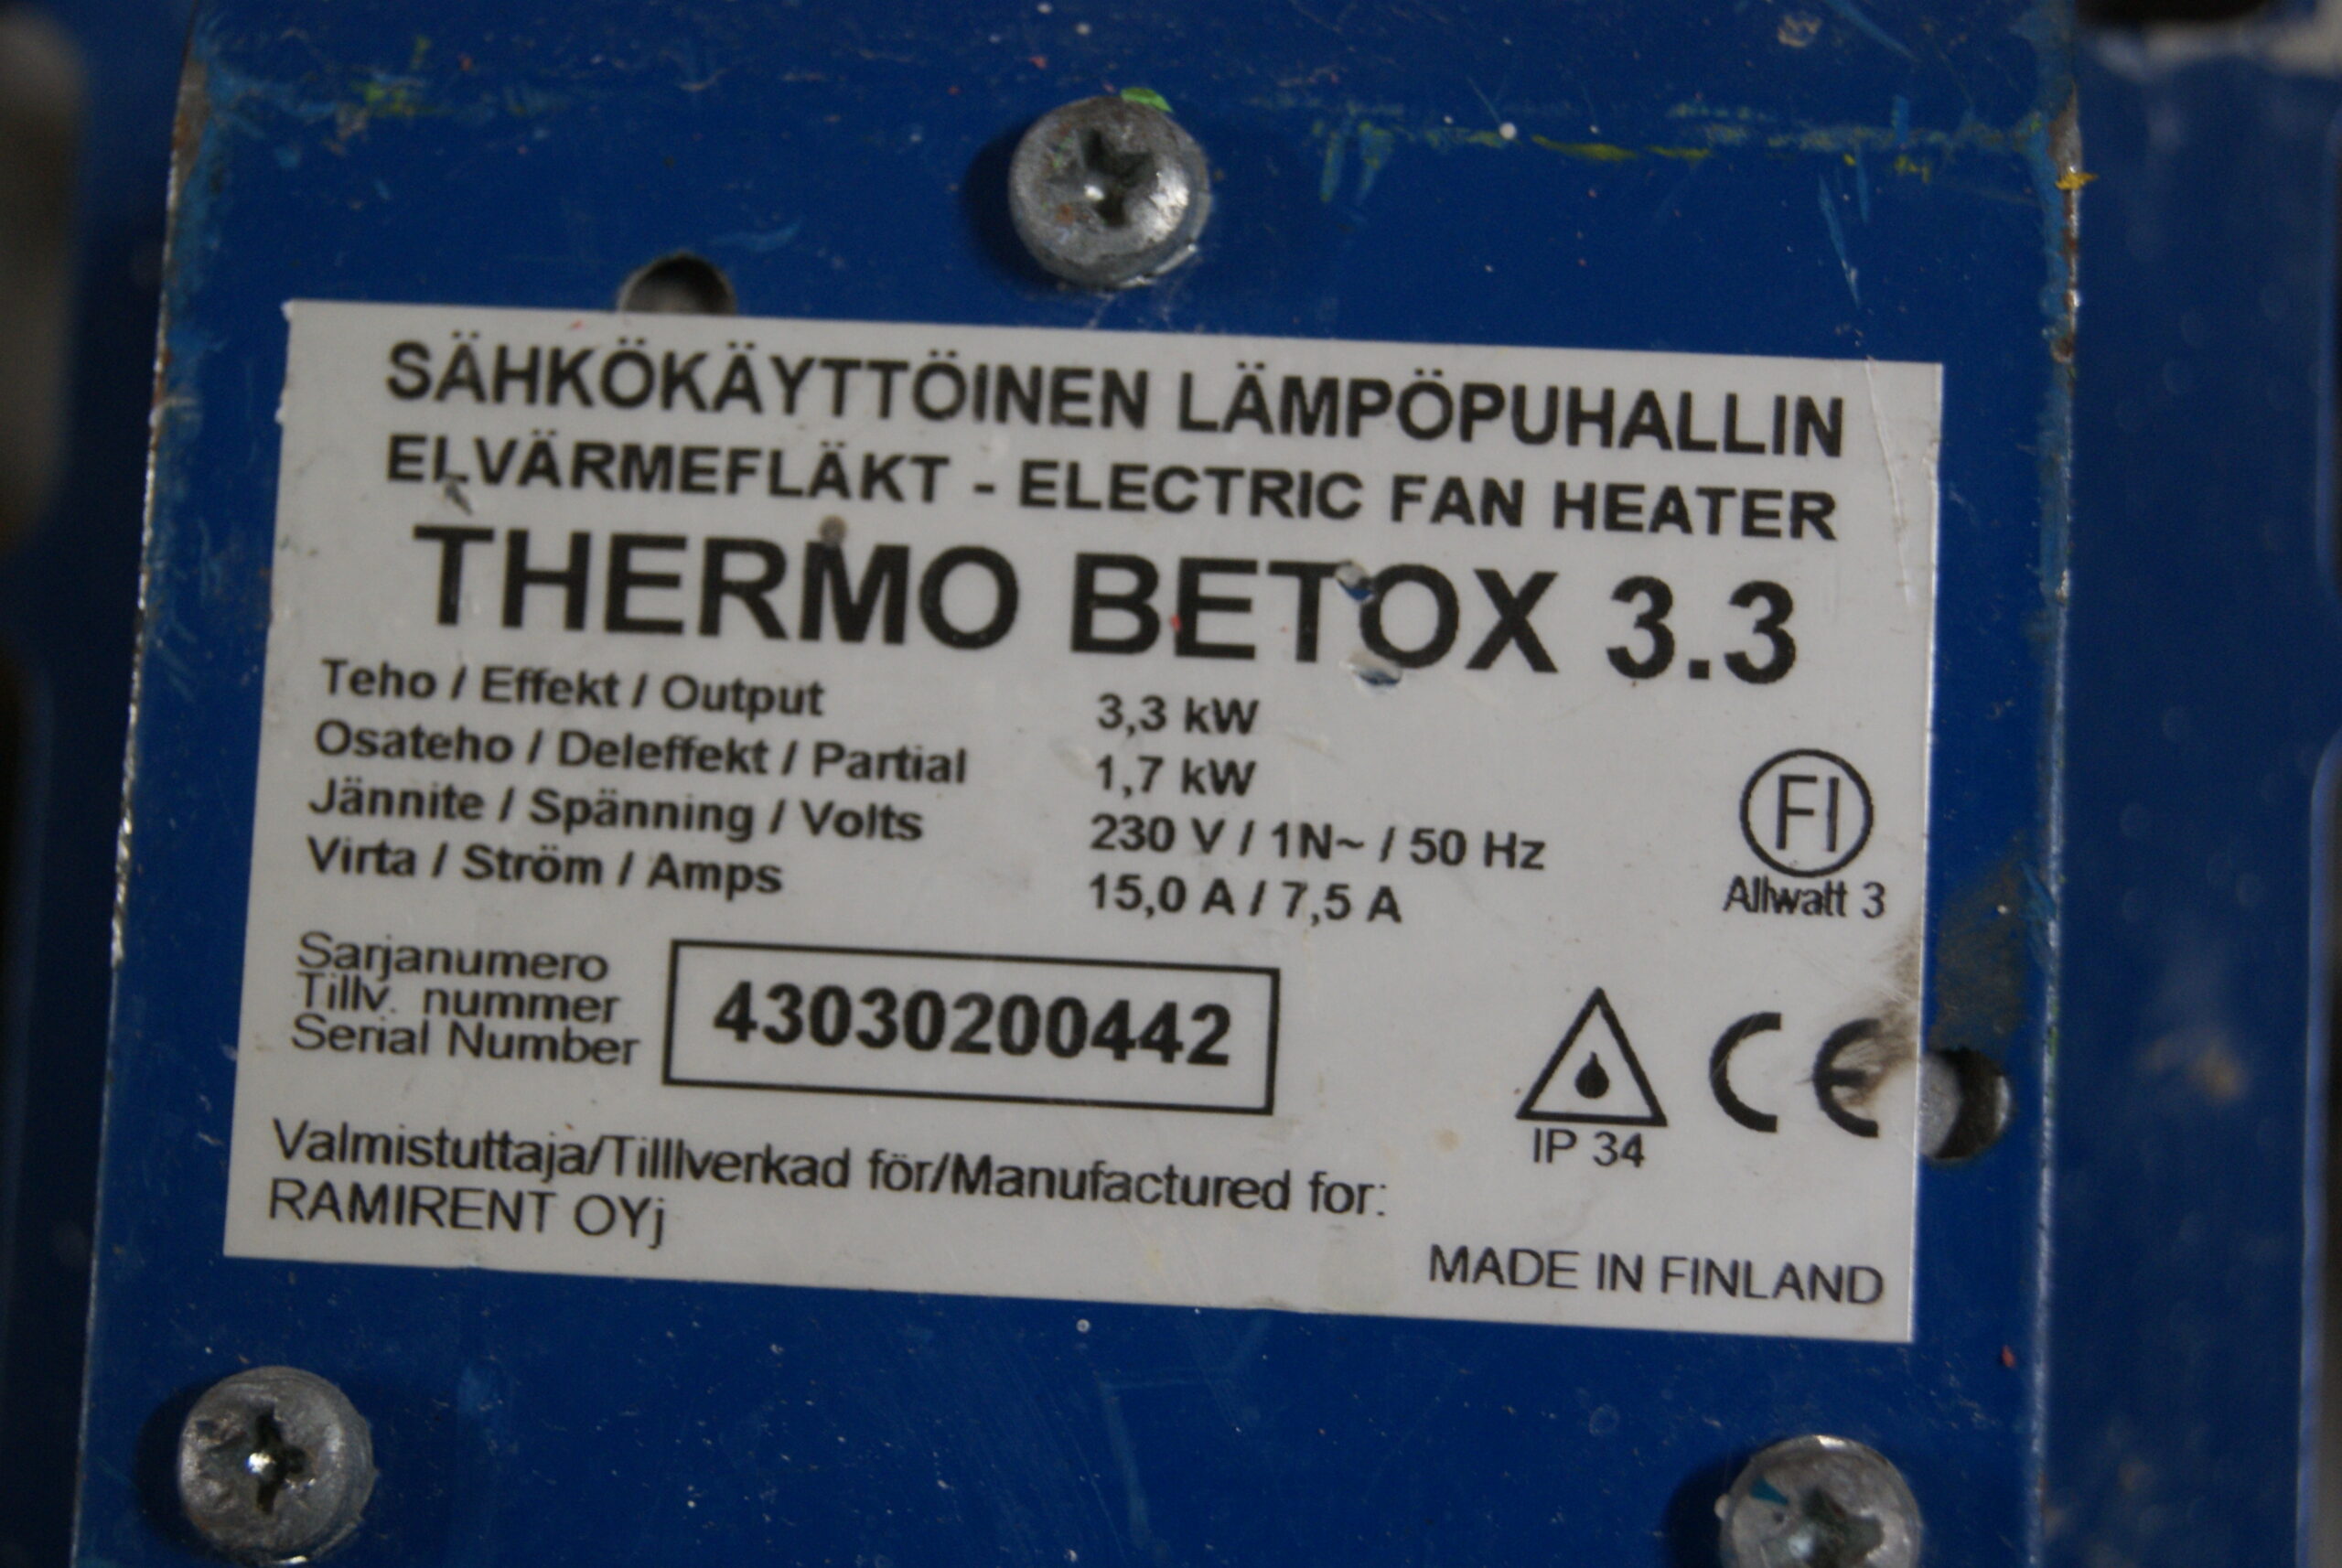 SÄHKÖKÄYTTÖINEN LÄMPÖPUHALLIN
ELVÄRMEFLÄKT - ELECTRIC FAN HEATER
THERMO BETOX 3.3
Teho / Effekt / Output 3,3 kW
Osateho / Deleffekt / Partial 1,7 kW
Jännite / Spänning / Volts 230 V / 1N~ / 50 Hz
Virta / Ström / Amps 15,0 A / 7,5 A
FI
Allwatt 3
Sarjanumero
Tillv. nummer
Serial Number
43030200442
CE
IP 34
Valmistuttaja/Tilllverkad för/Manufactured for:
RAMIRENT OYj
MADE IN FINLAND